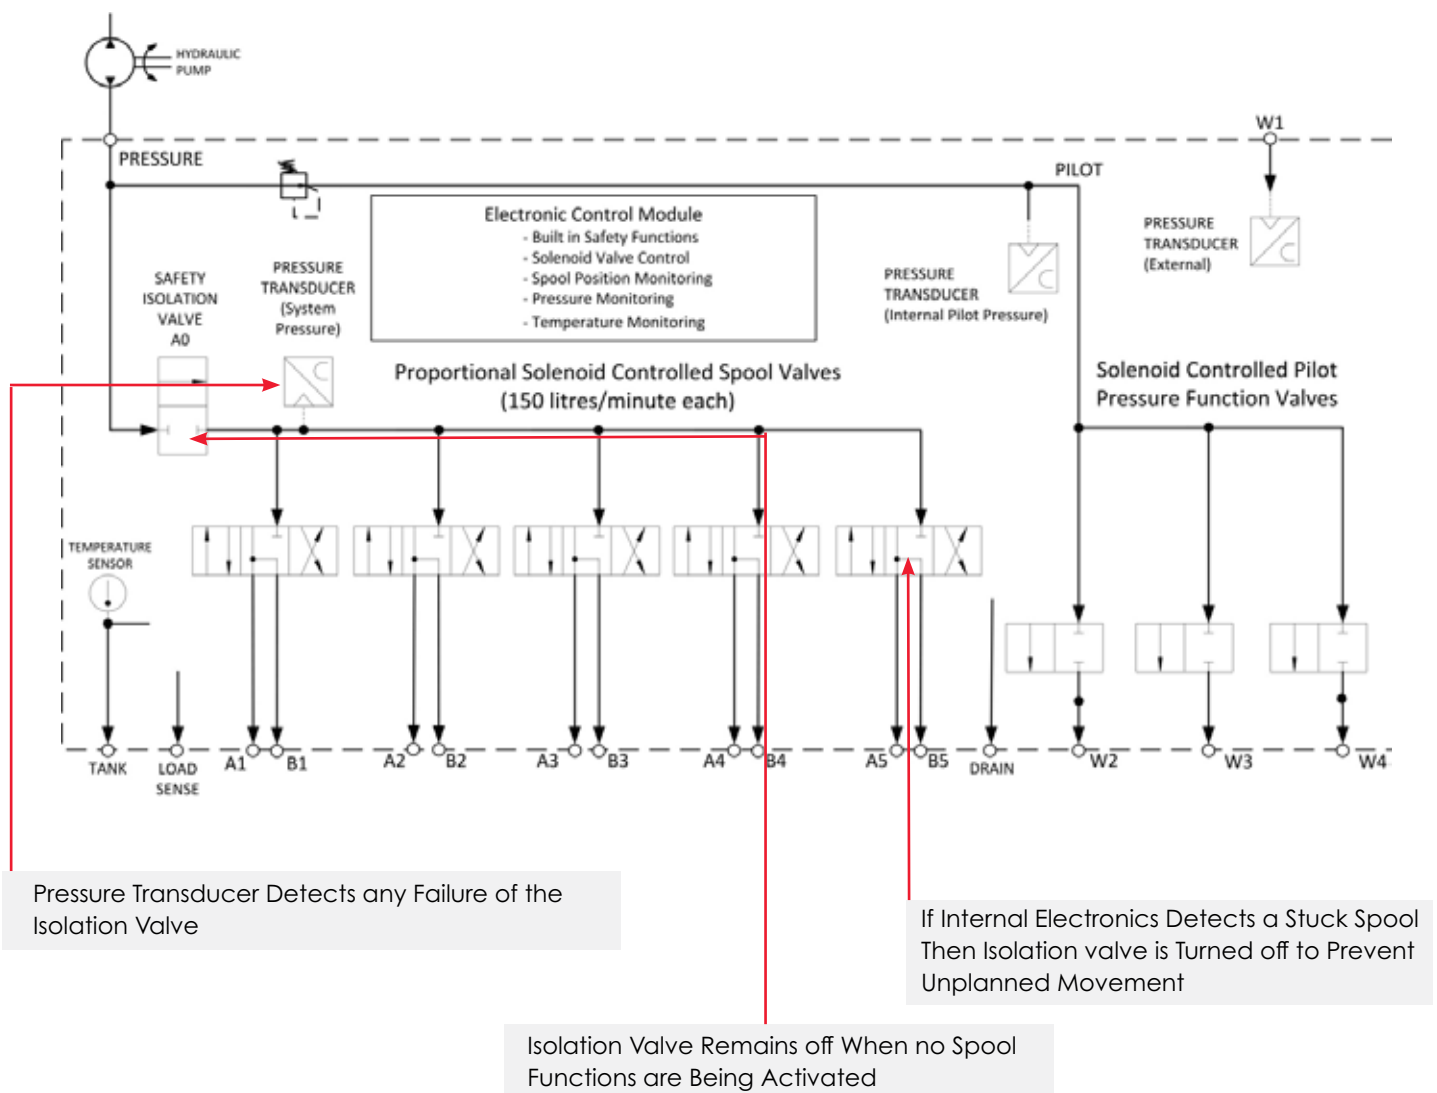 HYDRAULIC
PUMP
W1
PRESSURE
PILOT
Electronic Control Module
- Built in Safety Functions
- Solenoid Valve Control
- Spool Position Monitoring
- Pressure Monitoring
- Temperature Monitoring
PRESSURE
TRANSDUCER
(External)
SAFETY
ISOLATION
VALVE
A0
PRESSURE
TRANSDUCER
(System
Pressure)
PRESSURE
TRANSDUCER
(Internal Pilot Pressure)
Proportional Solenoid Controlled Spool Valves
(150 litres/minute each)
Solenoid Controlled Pilot
Pressure Function Valves
TEMPERATURE
SENSOR
TANK
LOAD
SENSE
A1
B1
A2
B2
A3
B3
A4
B4
A5
B5
DRAIN
W2
W3
W4
Pressure Transducer Detects any Failure of the
Isolation Valve
If Internal Electronics Detects a Stuck Spool
Then Isolation valve is Turned off to Prevent
Unplanned Movement
Isolation Valve Remains off When no Spool
Functions are Being Activated